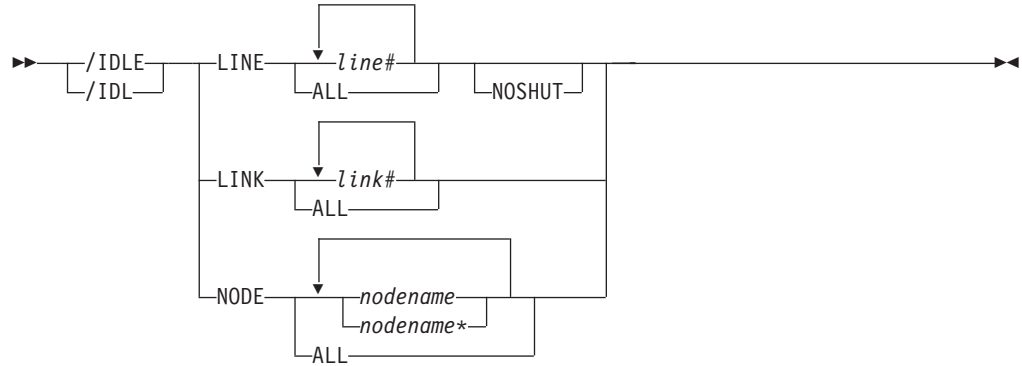 /IDLE LINE line#
/IDL ALL NOSHUT
LINK link#
ALL
NODE nodename
nodename*
ALL